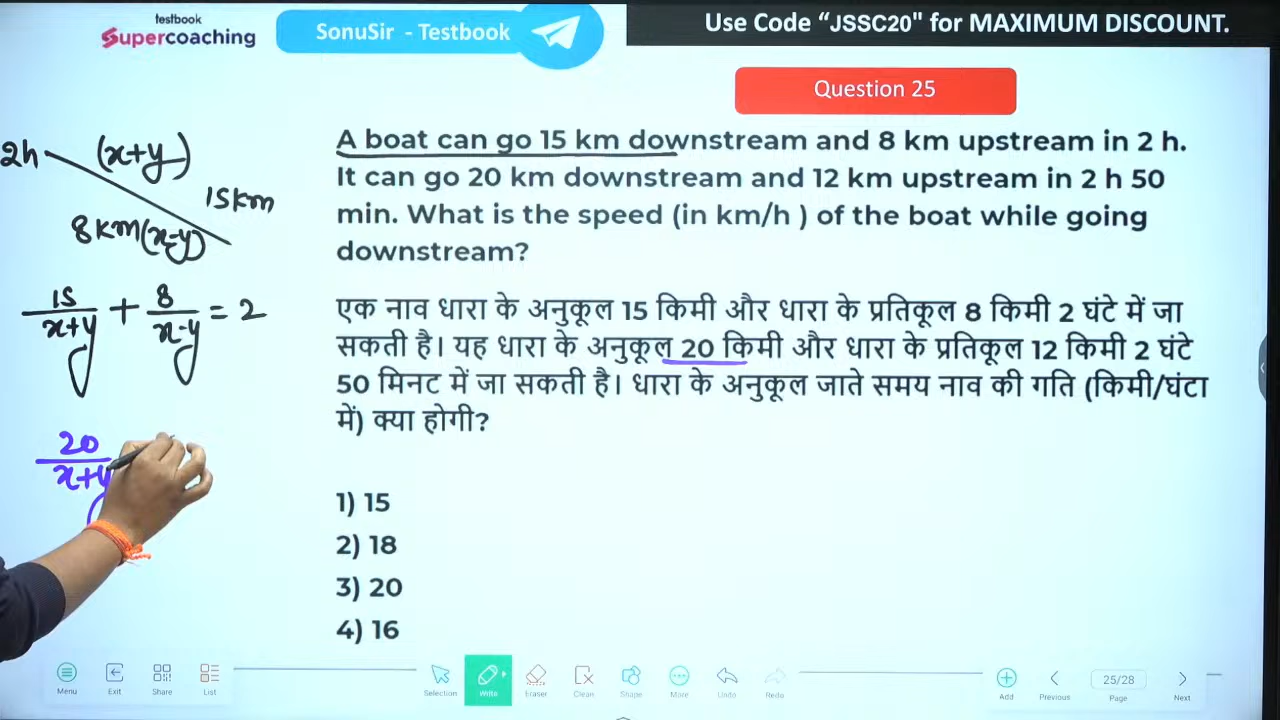 testbook
Supercoaching
SonuSir - Testbook
Use Code “JSSC20" for MAXIMUM DISCOUNT.
Question 25
2h (x+y)
15km
8km(x-y)
15/x+y + 8/x-y = 2
20/x+y
A boat can go 15 km downstream and 8 km upstream in 2 h.
It can go 20 km downstream and 12 km upstream in 2 h 50
min. What is the speed (in km/h ) of the boat while going
downstream?
एक नाव धारा के अनुकूल 15 किमी और धारा के प्रतिकूल 8 किमी 2 घंटे में जा
सकती है। यह धारा के अनुकूल 20 किमी और धारा के प्रतिकूल 12 किमी 2 घंटे
50 मिनट में जा सकती है। धारा के अनुकूल जाते समय नाव की गति (किमी/घंटा
में) क्या होगी?
1) 15
2) 18
3) 20
4) 16
Menu Exit Share List Selection Write Eraser Clean Shape More Undo Redo Add Previous 25/28 Page Next